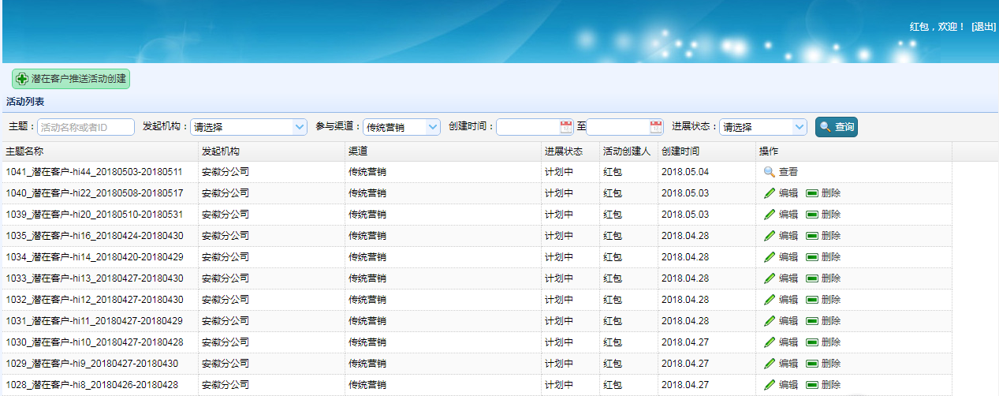 红包，欢迎！ [退出]
潜在客户推送活动创建
活动列表
主题： 活动名称或者ID 发起机构： 请选择 参与渠道： 传统营销 创建时间： 至 进展状态： 请选择 查询
主题名称 发起机构 渠道 进展状态 活动创建人 创建时间 操作
1041_潜在客户-hi44_20180503-20180511 安徽分公司 传统营销 计划中 红包 2018.05.04 查看
1040_潜在客户-hi22_20180508-20180517 安徽分公司 传统营销 计划中 红包 2018.05.03 编辑 删除
1039_潜在客户-hi20_20180510-20180531 安徽分公司 传统营销 计划中 红包 2018.05.03 编辑 删除
1035_潜在客户-hi16_20180424-20180430 安徽分公司 传统营销 计划中 红包 2018.04.28 编辑 删除
1034_潜在客户-hi14_20180420-20180429 安徽分公司 传统营销 计划中 红包 2018.04.28 编辑 删除
1033_潜在客户-hi13_20180427-20180430 安徽分公司 传统营销 计划中 红包 2018.04.28 编辑 删除
1032_潜在客户-hi12_20180427-20180430 安徽分公司 传统营销 计划中 红包 2018.04.28 编辑 删除
1031_潜在客户-hi11_20180427-20180429 安徽分公司 传统营销 计划中 红包 2018.04.28 编辑 删除
1030_潜在客户-hi10_20180427-20180428 安徽分公司 传统营销 计划中 红包 2018.04.27 编辑 删除
1029_潜在客户-hi9_20180427-20180430 安徽分公司 传统营销 计划中 红包 2018.04.27 编辑 删除
1028_潜在客户-hi8_20180426-20180428 安徽分公司 传统营销 计划中 红包 2018.04.27 编辑 删除